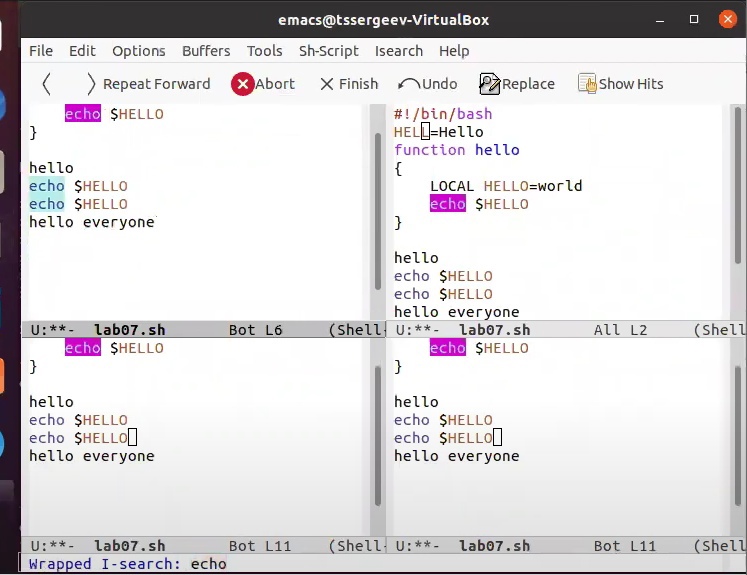 emacs@tssergeev-VirtualBox
File Edit Options Buffers Tools Sh-Script Isearch Help
Repeat Forward Abort Finish Undo Replace Show Hits
echo $HELLO
}
hello
echo $HELLO
echo $HELLO
hello everyone
U:**- lab07.sh Bot L6 (Shell-
#!/bin/bash
HELL=Hello
function hello
{
LOCAL HELLO=world
echo $HELLO
}
hello
echo $HELLO
echo $HELLO
hello everyone
U:**- lab07.sh All L2 (Shell
echo $HELLO
}
hello
echo $HELLO
echo $HELLO
hello everyone
U:**- lab07.sh Bot L11 (Shell-
echo $HELLO
}
hello
echo $HELLO
echo $HELLO
hello everyone
U:**- lab07.sh Bot L11 (Shell
Wrapped I-search: echo